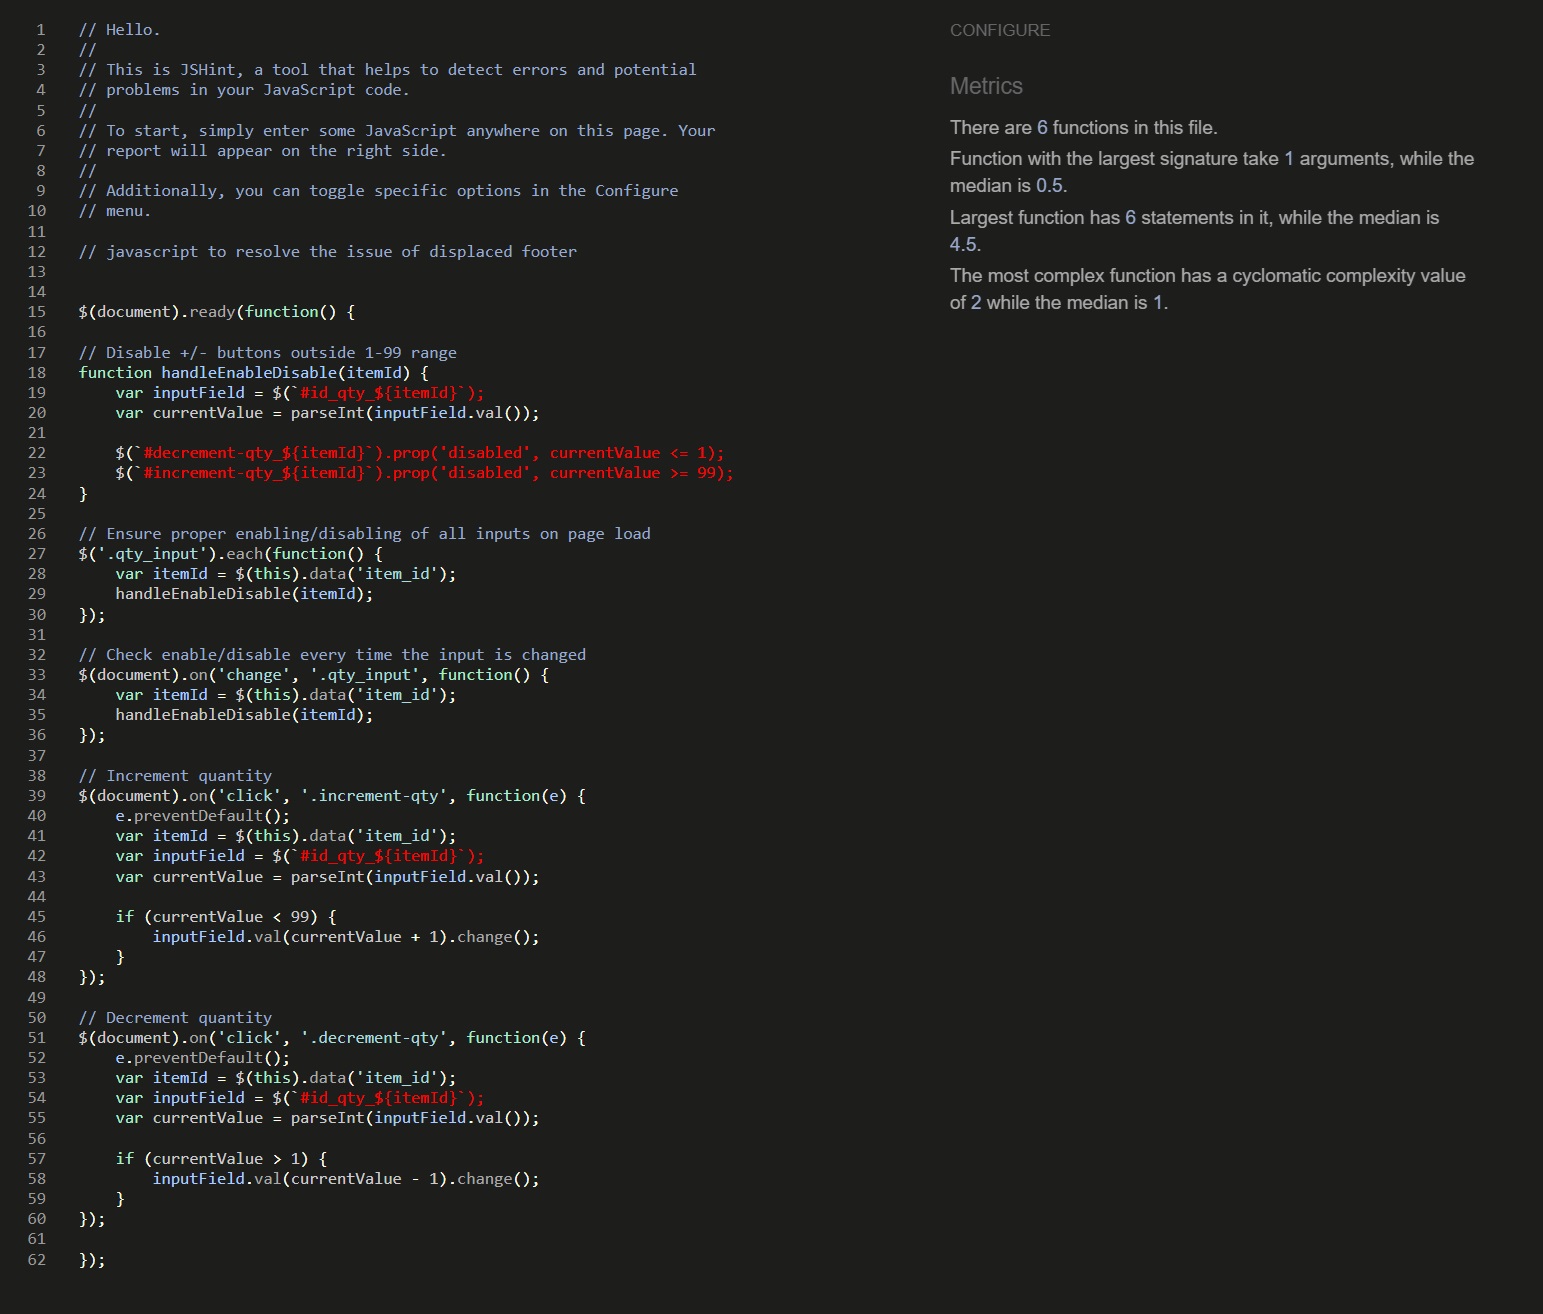 1 // Hello.
2 //
3 // This is JSHint, a tool that helps to detect errors and potential
4 // problems in your JavaScript code.
5 //
6 // To start, simply enter some JavaScript anywhere on this page. Your
7 // report will appear on the right side.
8 //
9 // Additionally, you can toggle specific options in the Configure
10 // menu.
11
12 // javascript to resolve the issue of displaced footer
13
14
15 $(document).ready(function() {
16
17 // Disable +/- buttons outside 1-99 range
18 function handleEnableDisable(itemId) {
19     var inputField = $(`#id_qty_${itemId}`);
20     var currentValue = parseInt(inputField.val());
21
22     $(`#decrement-qty_${itemId}`).prop('disabled', currentValue <= 1);
23     $(`#increment-qty_${itemId}`).prop('disabled', currentValue >= 99);
24 }
25
26 // Ensure proper enabling/disabling of all inputs on page load
27 $('.qty_input').each(function() {
28     var itemId = $(this).data('item_id');
29     handleEnableDisable(itemId);
30 });
31
32 // Check enable/disable every time the input is changed
33 $(document).on('change', '.qty_input', function() {
34     var itemId = $(this).data('item_id');
35     handleEnableDisable(itemId);
36 });
37
38 // Increment quantity
39 $(document).on('click', '.increment-qty', function(e) {
40     e.preventDefault();
41     var itemId = $(this).data('item_id');
42     var inputField = $(`#id_qty_${itemId}`);
43     var currentValue = parseInt(inputField.val());
44
45     if (currentValue < 99) {
46         inputField.val(currentValue + 1).change();
47     }
48 });
49
50 // Decrement quantity
51 $(document).on('click', '.decrement-qty', function(e) {
52     e.preventDefault();
53     var itemId = $(this).data('item_id');
54     var inputField = $(`#id_qty_${itemId}`);
55     var currentValue = parseInt(inputField.val());
56
57     if (currentValue > 1) {
58         inputField.val(currentValue - 1).change();
59     }
60 });
61
62 });
CONFIGURE
Metrics
There are 6 functions in this file.
Function with the largest signature take 1 arguments, while the
median is 0.5.
Largest function has 6 statements in it, while the median is
4.5.
The most complex function has a cyclomatic complexity value
of 2 while the median is 1.